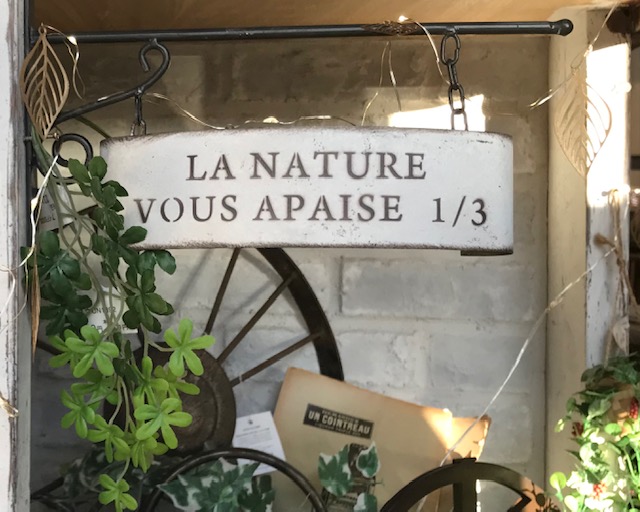 LA NATURE
VOUS APAISE 1/3
UN COINTREAU